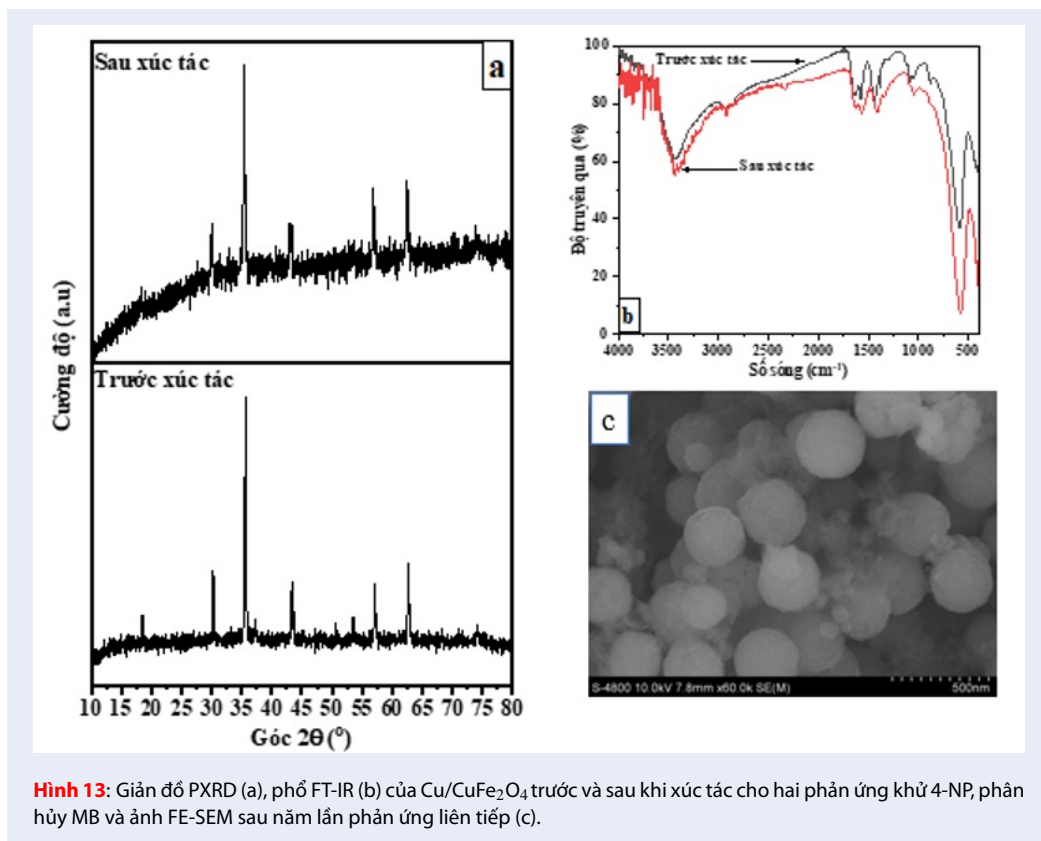 Sau xúc tác
a
Trước xúc tác
Cường độ (a.u)
10 15 20 25 30 35 40 45 50 55 60 65 70 75 80
Góc 2θ (⁰)
100
80
60
40
20
0
Trước xúc tác
Sau xúc tác
Độ truyền qua (%)
b
4000 3500 3000 2500 2000 1500 1000 500
Số sóng (cm⁻¹)
c
S-4800 10.0kV 7.8mm x60.0k SE(M)
500nm
Hình 13: Giản đồ PXRD (a), phổ FT-IR (b) của Cu/CuFe₂O₄ trước và sau khi xúc tác cho hai phản ứng khử 4-NP, phân
hủy MB và ảnh FE-SEM sau năm lần phản ứng liên tiếp (c).